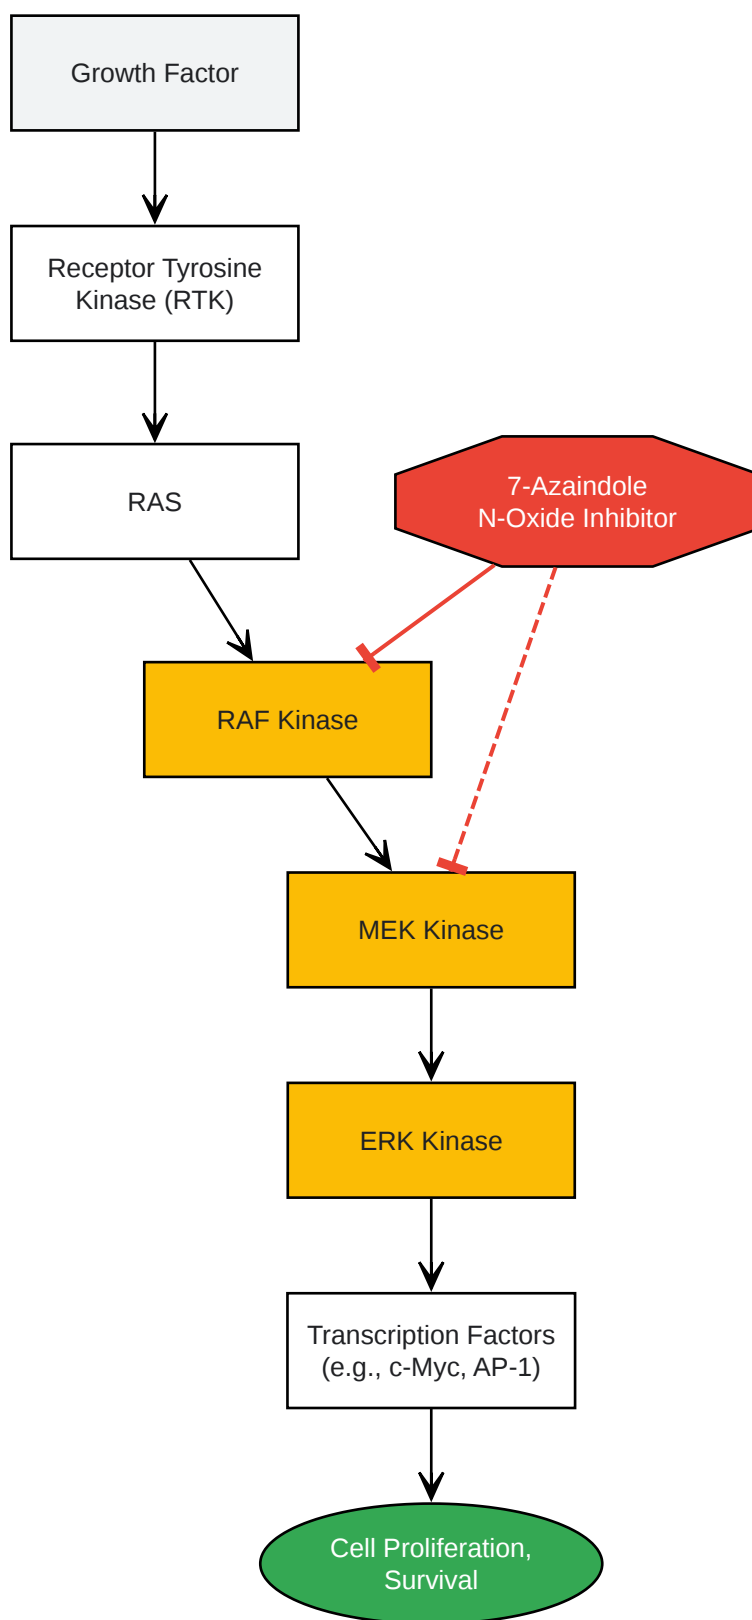 Growth Factor
Receptor Tyrosine
Kinase (RTK)
RAS
7-Azaindole
N-Oxide Inhibitor
RAF Kinase
MEK Kinase
ERK Kinase
Transcription Factors
(e.g., c-Myc, AP-1)
Cell Proliferation,
Survival